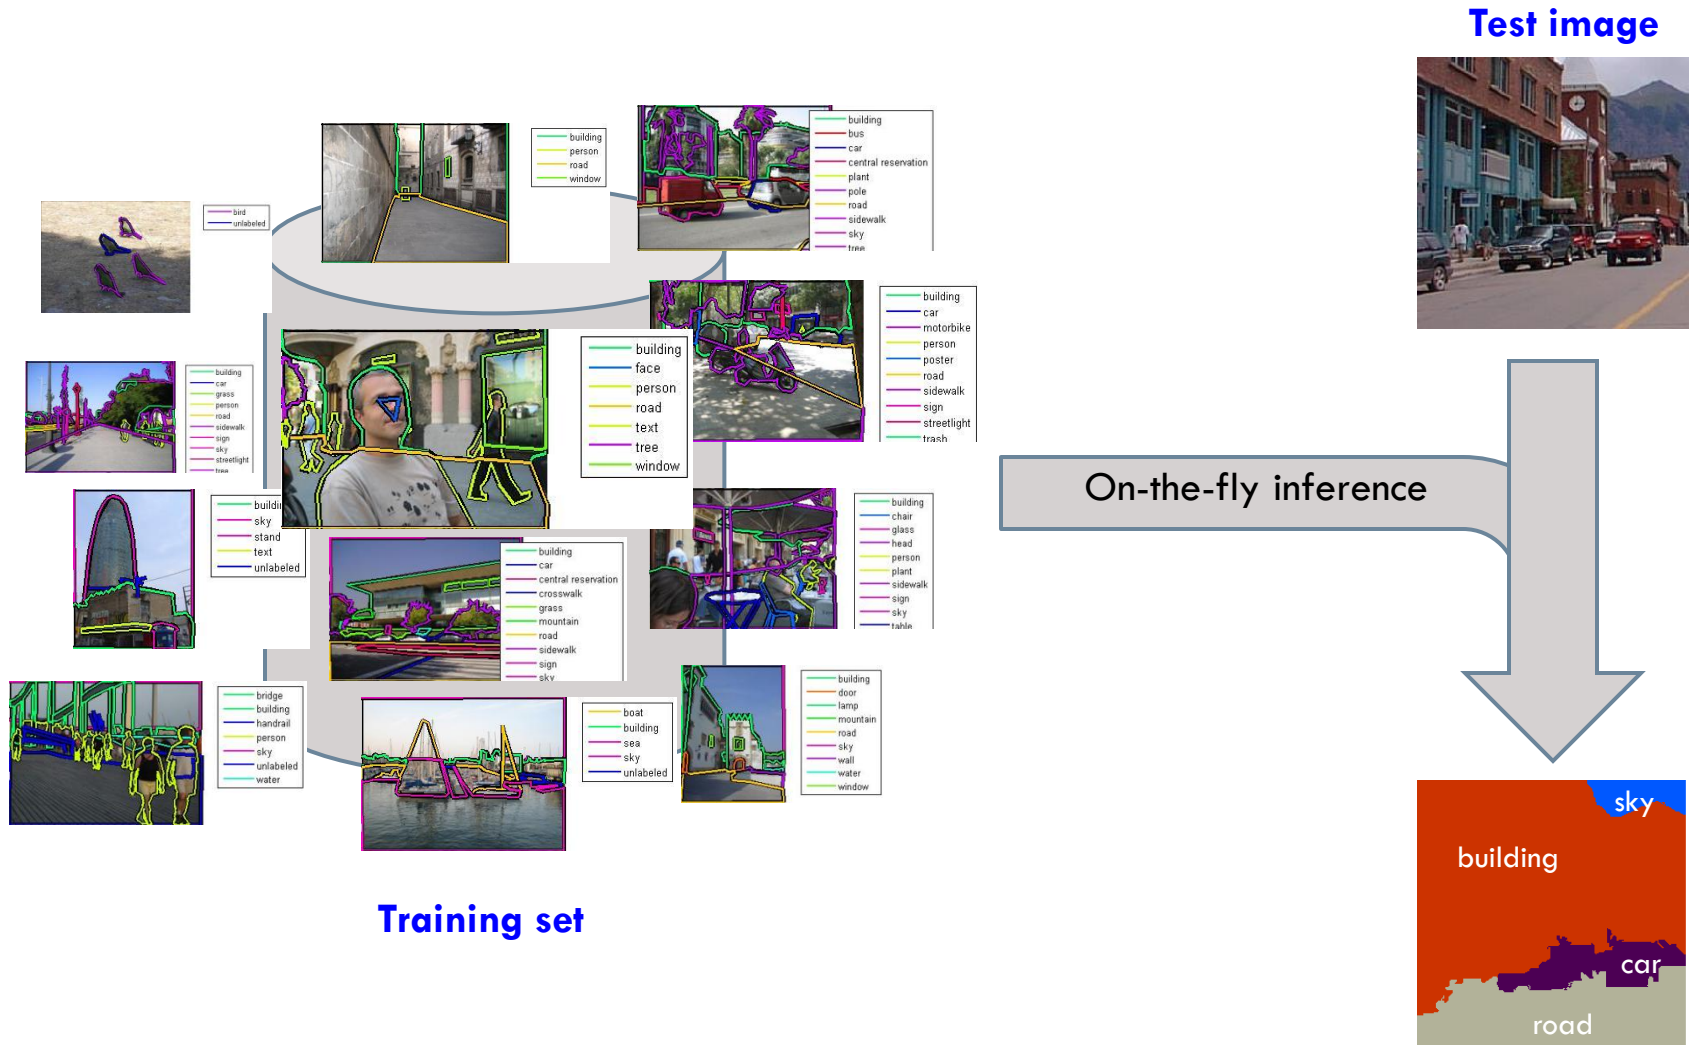 Test image
building
person
road
window
building
bus
car
central reservation
plant
pole
road
sidewalk
sky
tree
bird
unlabeled
building
car
motorbike
person
poster
road
sidewalk
sign
streetlight
trash
building
face
person
road
text
tree
window
building
car
grass
person
road
sidewalk
sign
sky
streetlight
tree
On-the-fly inference
sky
stand
text
unlabeled
building
chair
glass
head
person
plant
sidewalk
sign
sky
table
building
car
central reservation
crosswalk
grass
mountain
road
sidewalk
sign
sky
bridge
building
handrail
person
sky
unlabeled
water
boat
building
sea
sky
unlabeled
building
door
lamp
mountain
road
sky
wall
water
window
sky
building
car
road
Training set